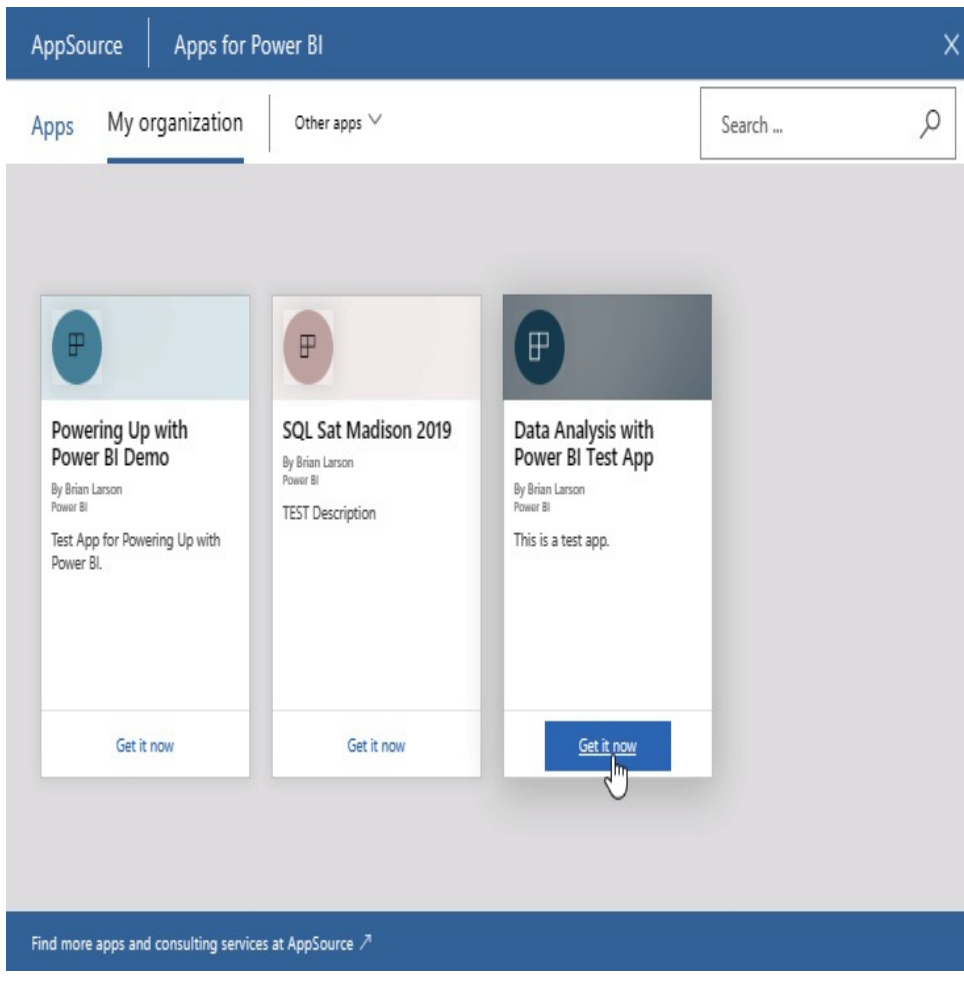 AppSource
Apps for Power BI
Apps
My organization
Other apps
Search ...
Powering Up with
Power BI Demo
By Brian Larson
Power BI
Test App for Powering Up with
Power BI.
Get it now
SQL Sat Madison 2019
By Brian Larson
Power BI
TEST Description
Get it now
Data Analysis with
Power BI Test App
By Brian Larson
Power BI
This is a test app.
Get it now
Find more apps and consulting services at AppSource